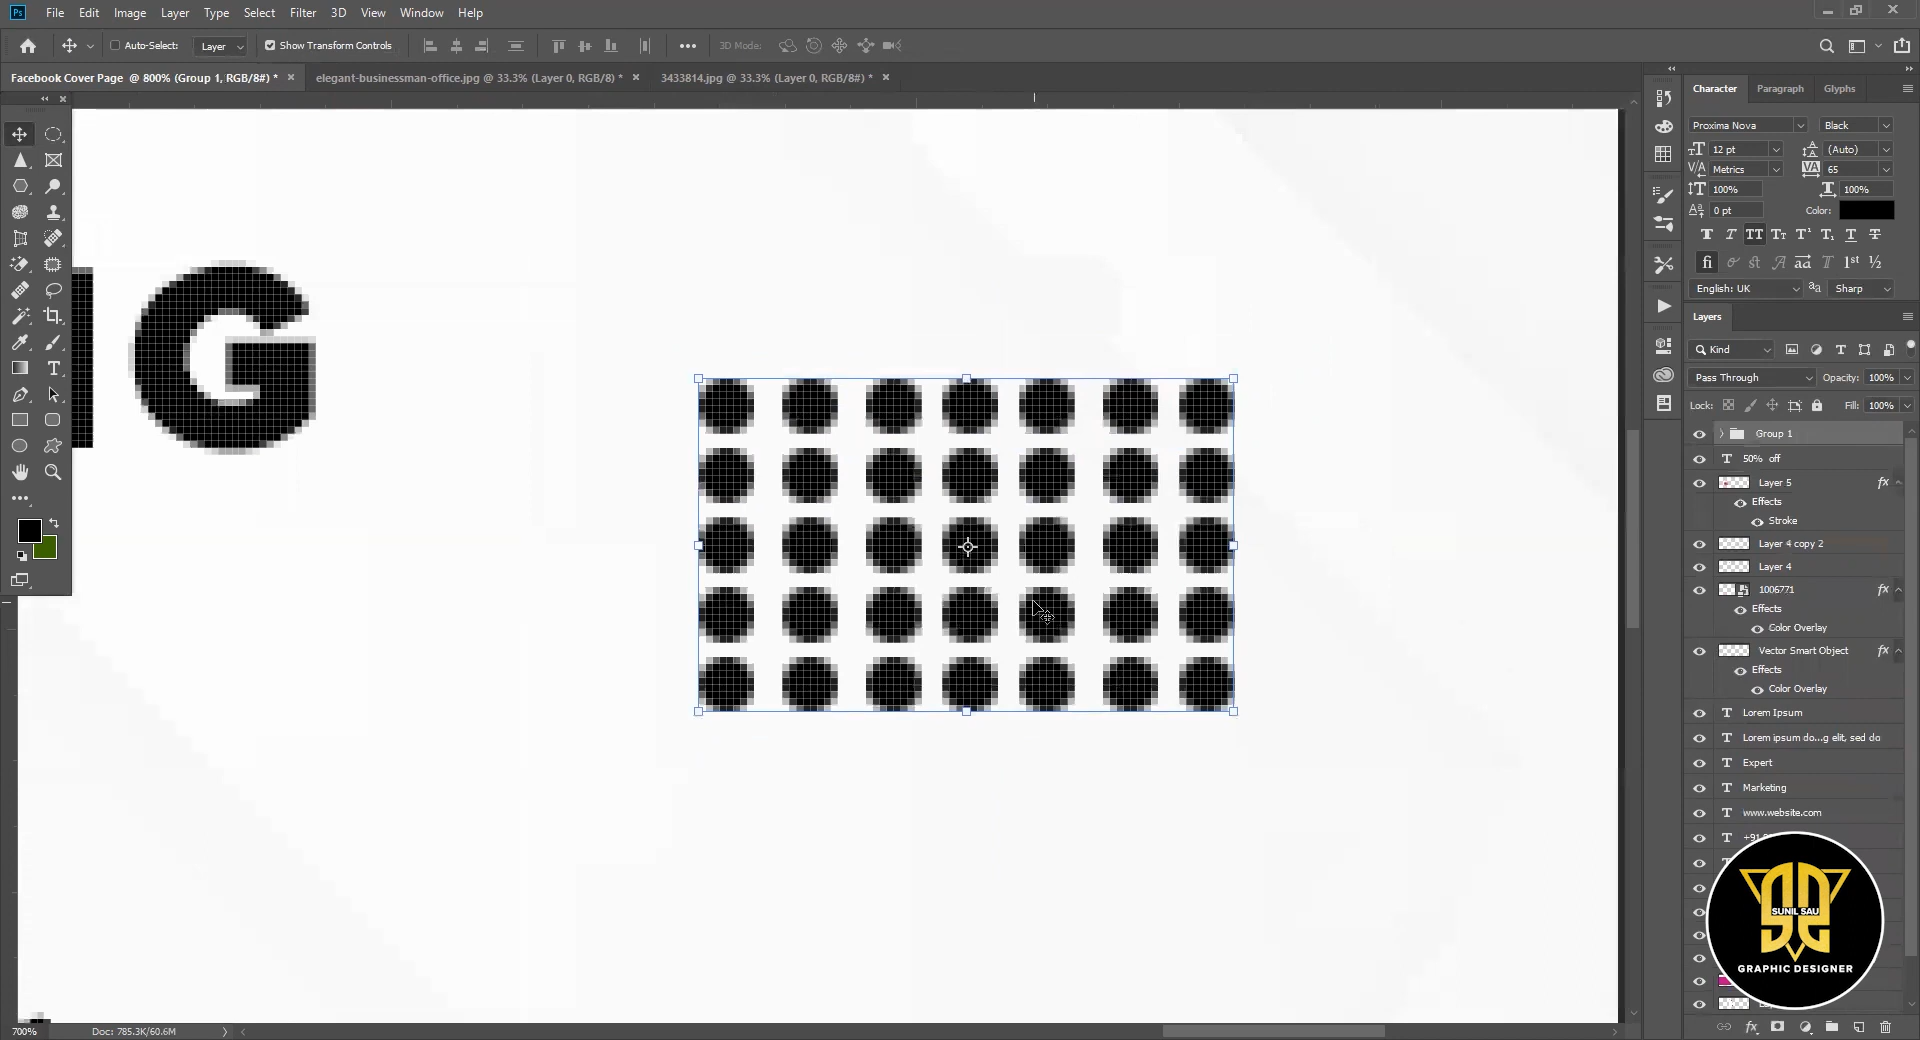 Ps File Edit Image Layer Type Select Filter 3D View Window Help
Auto-Select: Layer Show Transform Controls 3D Mode:
Facebook Cover Page @ 800% (Group 1, RGB/8#) * elegant-businessman-office.jpg @ 33.3% (Layer 0, RGB/8) * 3433814.jpg @ 33.3% (Layer 0, RGB/8#) *
Character Paragraph Glyphs
Proxima Nova Black
12 pt (Auto)
Metrics 65
100% 100%
0 pt Color:
English: UK Sharp
Layers
Kind
Pass Through Opacity: 100%
Lock: Fill: 100%
Group 1
50% off
Layer 5 fx
Effects
Stroke
Layer 4 copy 2
Layer 4
1006771 fx
Effects
Color Overlay
Vector Smart Object fx
Effects
Color Overlay
Lorem Ipsum
Lorem ipsum do...g elit, sed do
Expert
Marketing
www.website.com
G
SUNIL SAU
GRAPHIC DESIGNER
700% Doc: 785.3K/60.6M